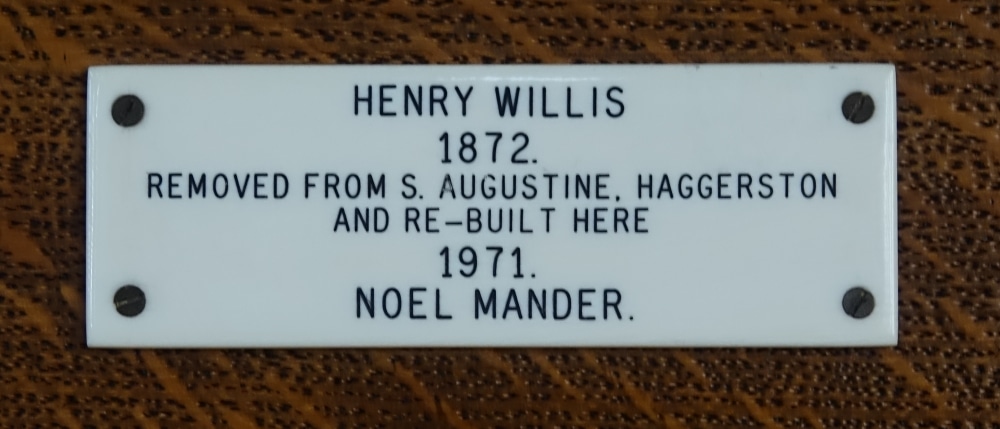 HENRY WILLIS
1872.
REMOVED FROM S. AUGUSTINE, HAGGERSTON
AND RE-BUILT HERE
1971.
NOEL MANDER.